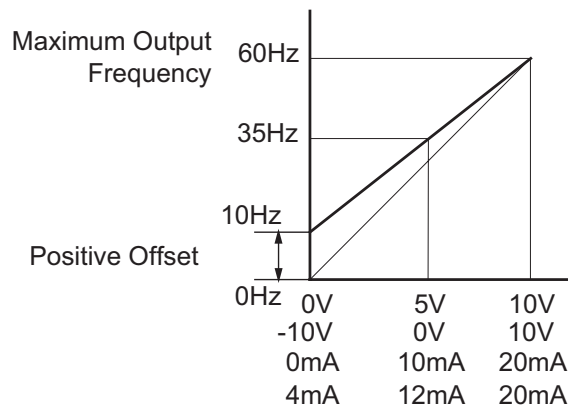 Maximum Output
Frequency
60Hz
35Hz
10Hz
Positive Offset
0Hz
0V 5V 10V
-10V 0V 10V
0mA 10mA 20mA
4mA 12mA 20mA